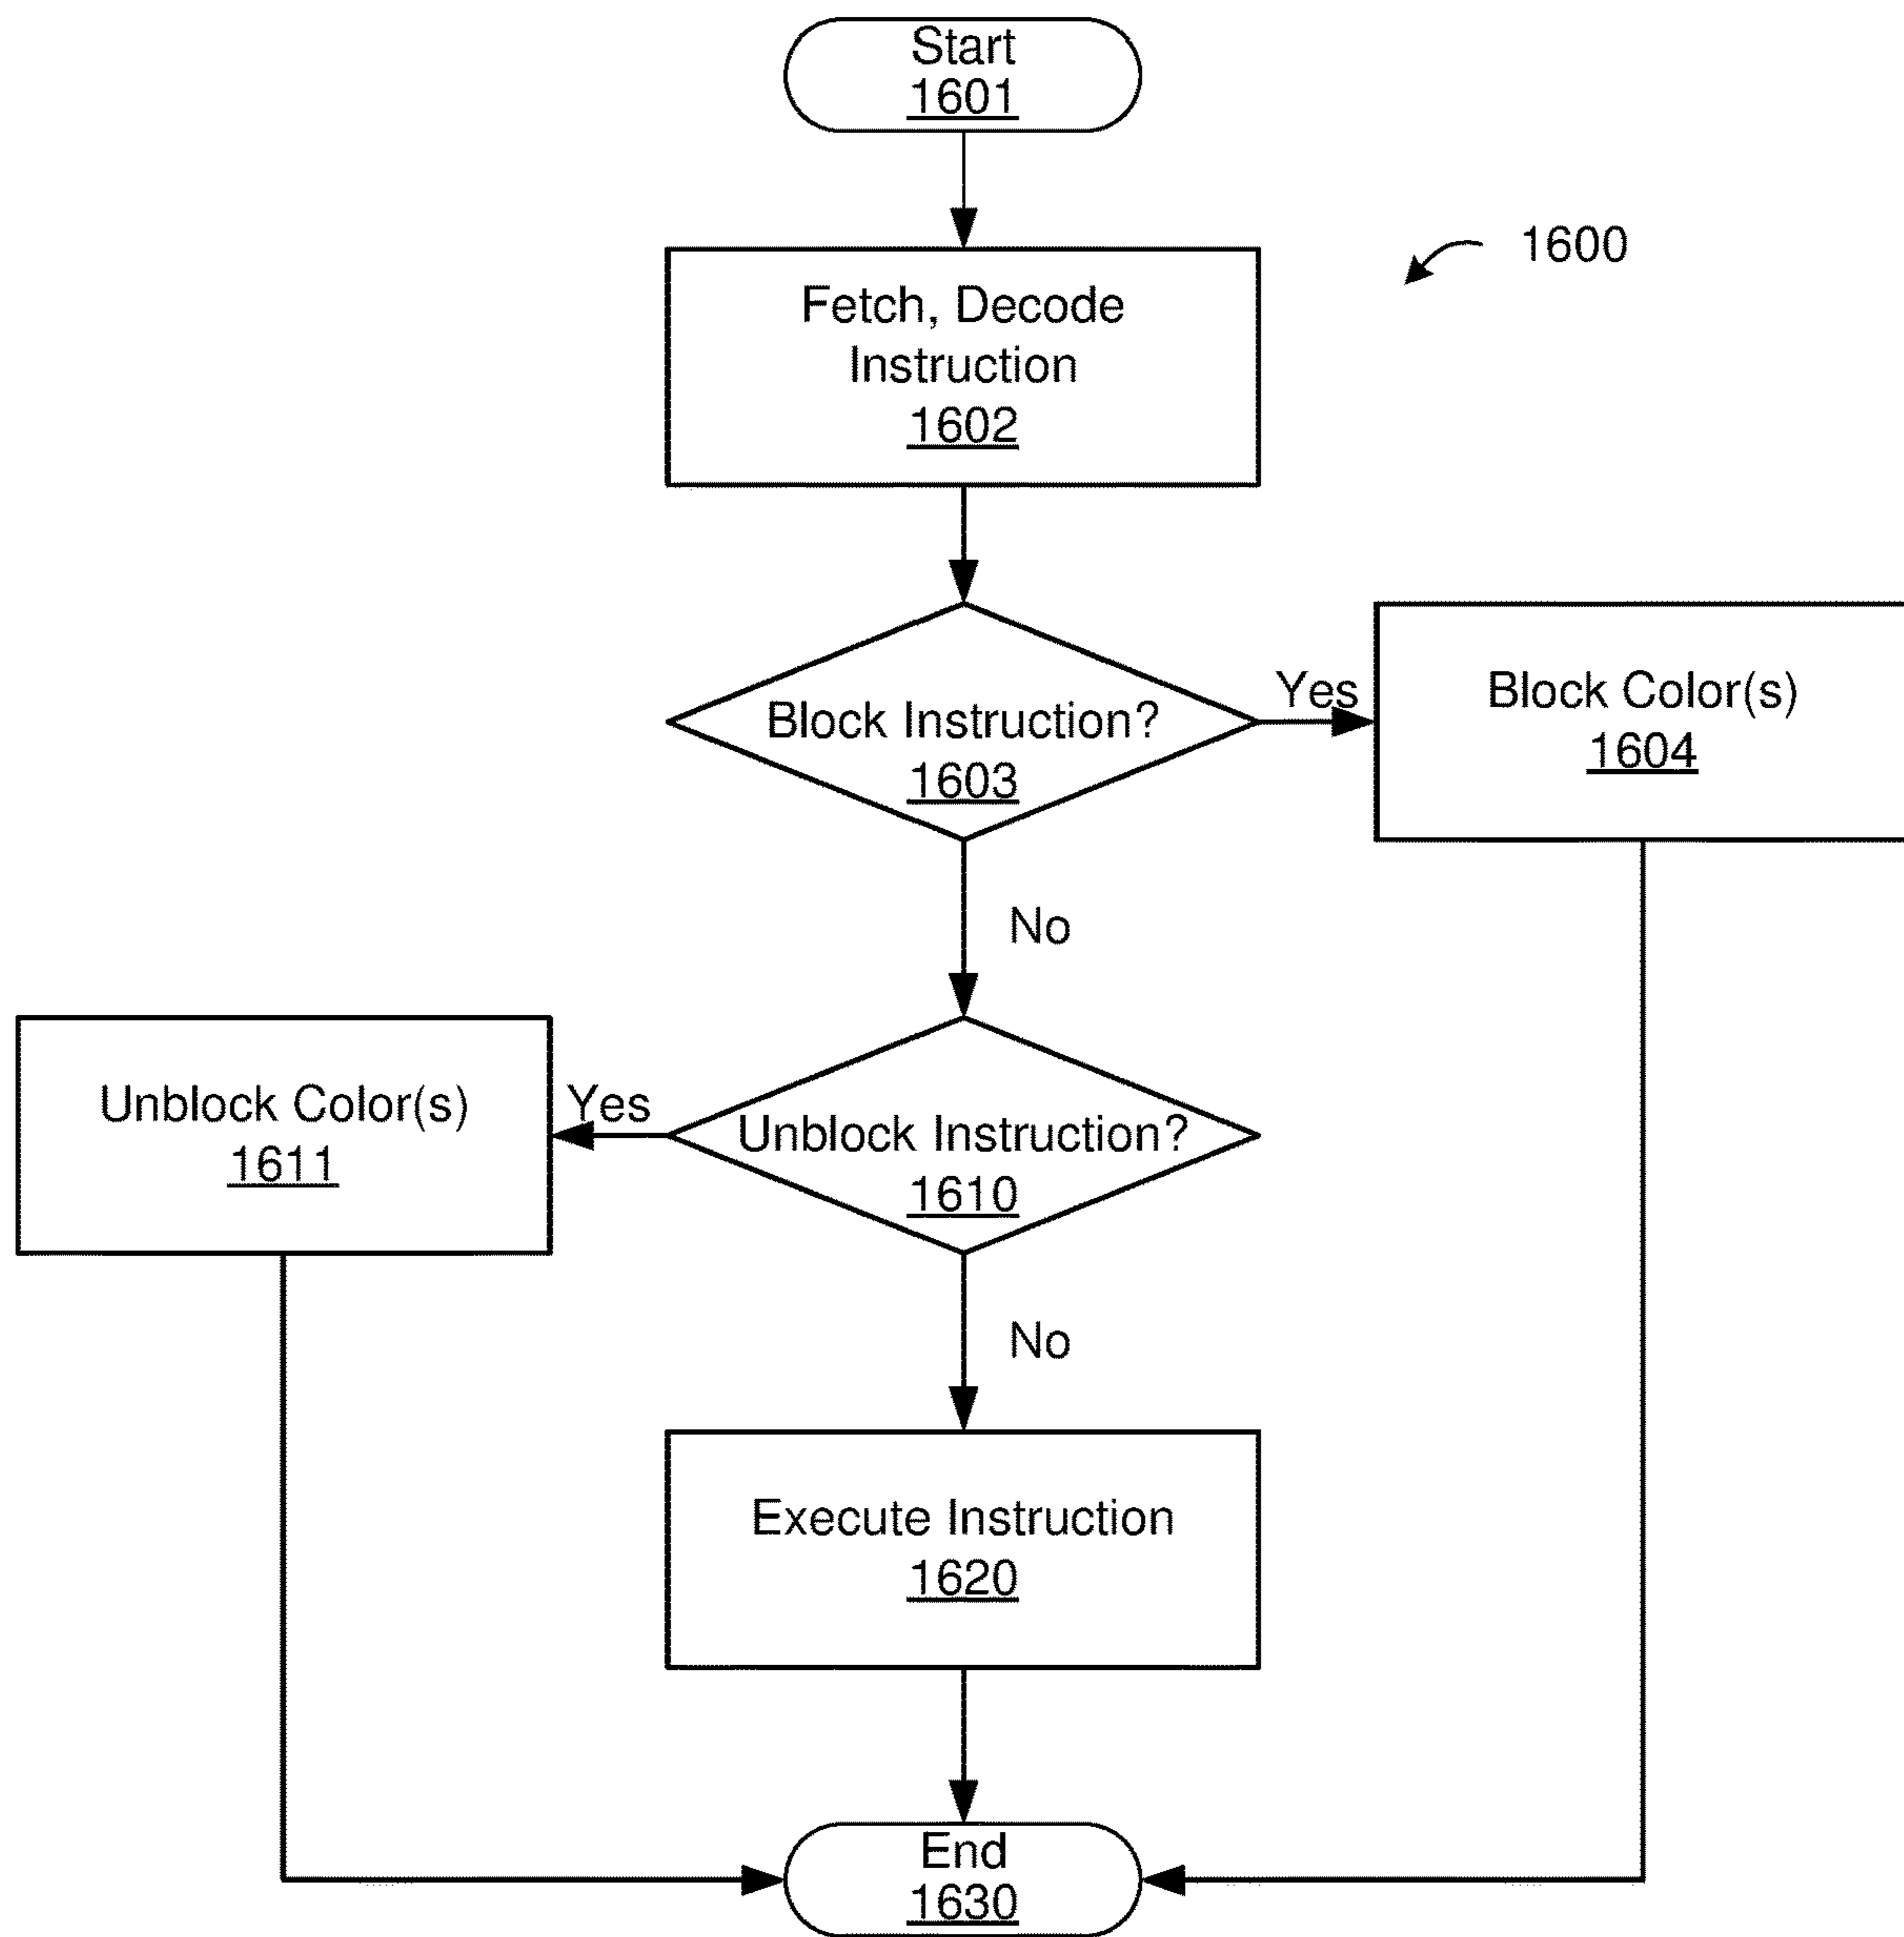 Start
1601
1600
Fetch, Decode
Instruction
1602
Block Instruction?
1603
Yes
Block Color(s)
1604
No
Unblock Color(s)
1611
Yes
Unblock Instruction?
1610
No
Execute Instruction
1620
End
1630